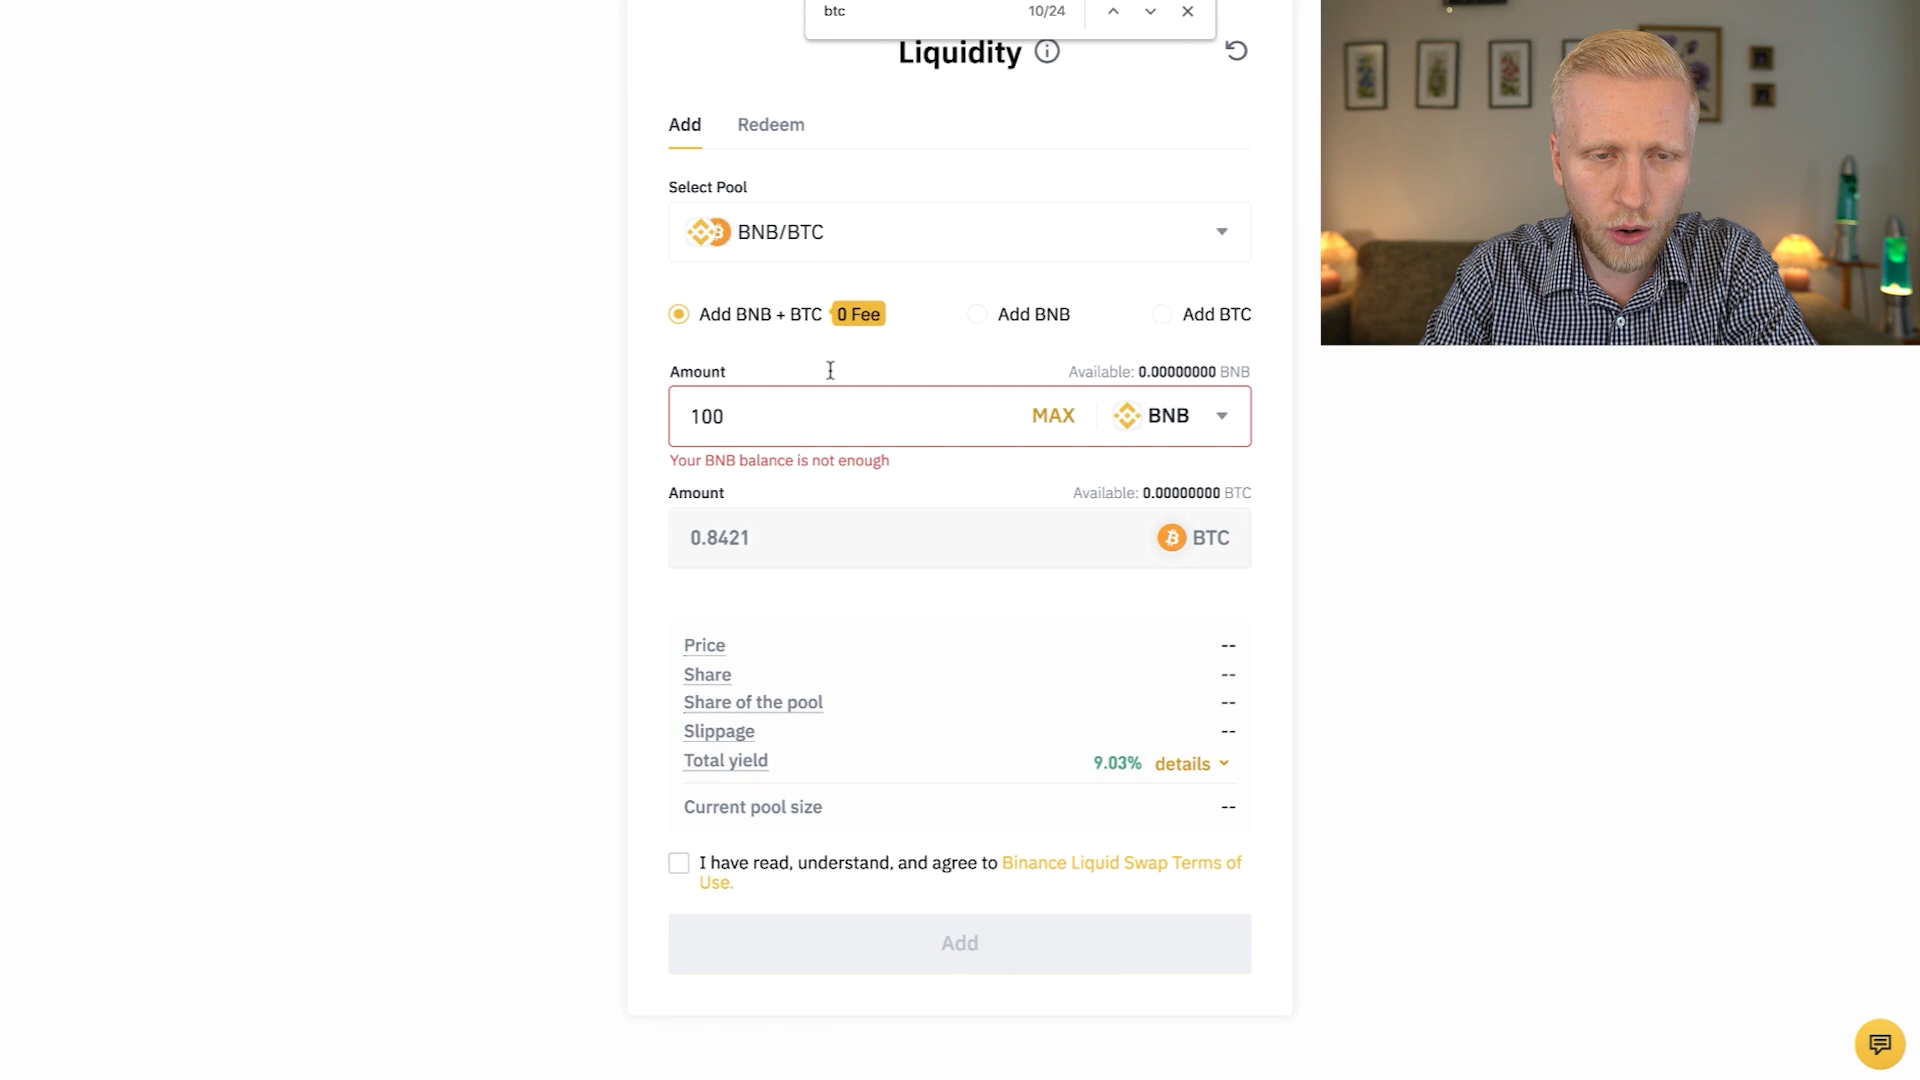 btc 10/24
Liquidity
Add Redeem
Select Pool
BNB/BTC
Add BNB + BTC 0 Fee Add BNB Add BTC
Amount Available: 0.00000000 BNB
100 MAX BNB
Your BNB balance is not enough
Amount Available: 0.00000000 BTC
0.8421 BTC
Price --
Share --
Share of the pool --
Slippage --
Total yield 9.03% details
Current pool size --
I have read, understand, and agree to Binance Liquid Swap Terms of
Use.
Add